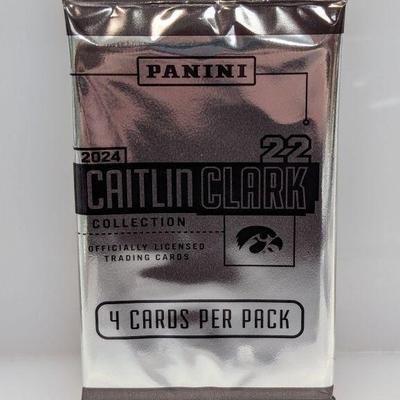 PANINI
2024 22
CAITLIN CLARK
COLLECTION
OFFICIALLY LICENSED
TRADING CARDS
4 CARDS PER PACK